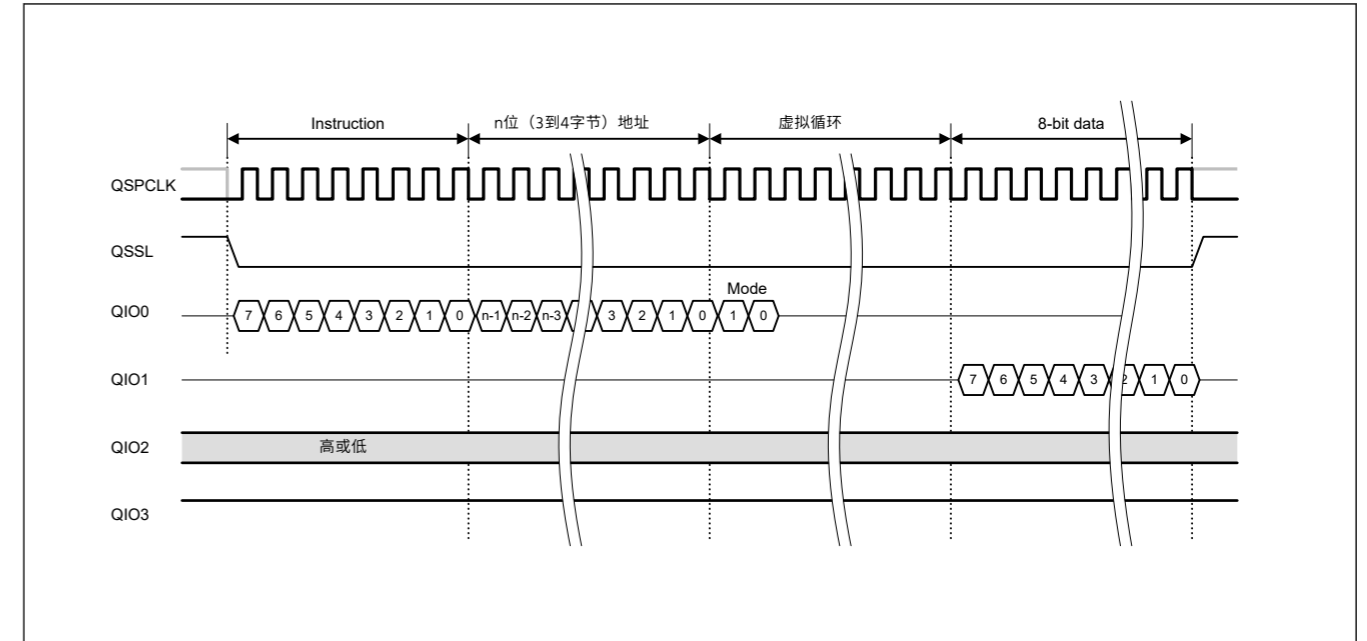 Instruction
n位（3到4字节）地址
虚拟循环
8-bit data
QSPCLK
QSSL
Mode
QIO0
7 6 5 4 3 2 1 0 n-1 n-2 n-3 3 2 1 0 1 0
QIO1
7 6 5 4 3 2 1 0
QIO2
高或低
QIO3